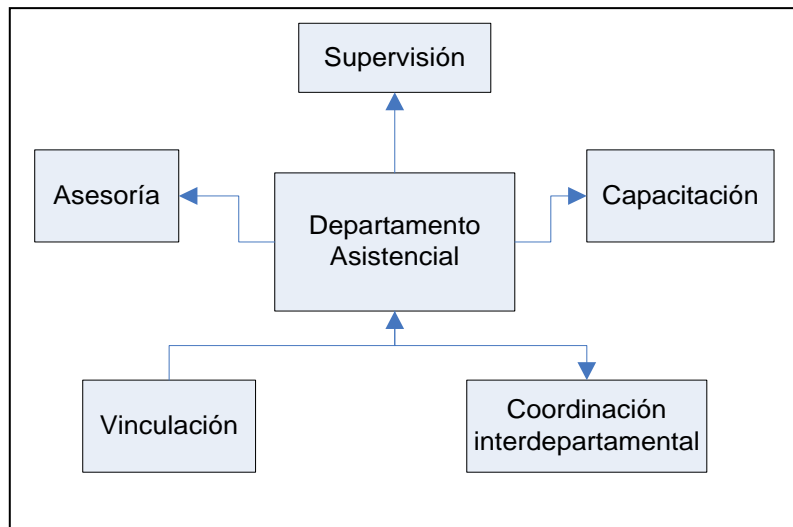 Supervisión
Asesoría
Departamento
Asistencial
Capacitación
Vinculación
Coordinación
interdepartamental